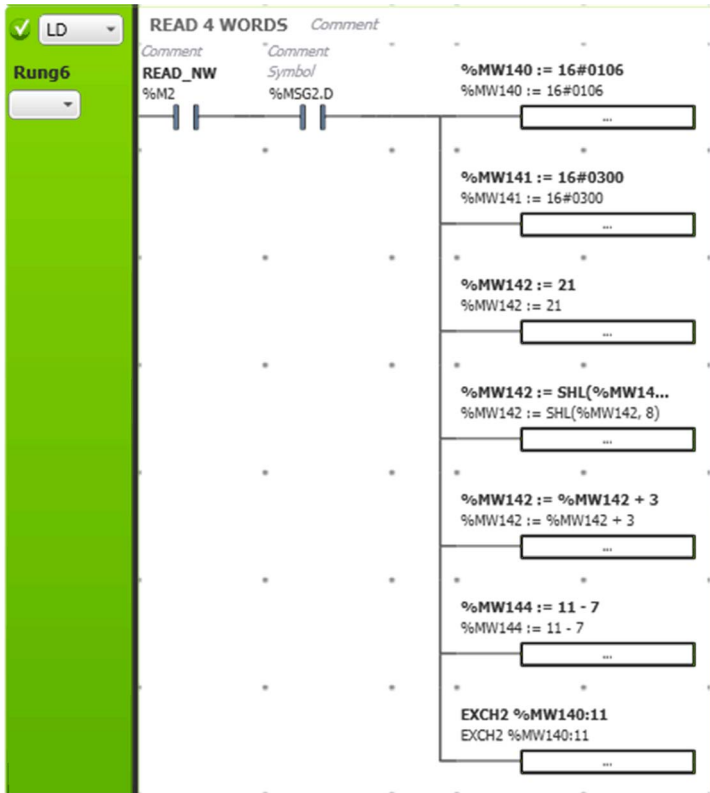 LD
READ 4 WORDS Comment
Comment Comment
Rung6
READ_NW Symbol
%M2 %MSG2.D
%MW140 := 16#0106
%MW140 := 16#0106
...
%MW141 := 16#0300
%MW141 := 16#0300
...
%MW142 := 21
%MW142 := 21
...
%MW142 := SHL(%MW14...
%MW142 := SHL(%MW142, 8)
...
%MW142 := %MW142 + 3
%MW142 := %MW142 + 3
...
%MW144 := 11 - 7
%MW144 := 11 - 7
...
EXCH2 %MW140:11
EXCH2 %MW140:11
...